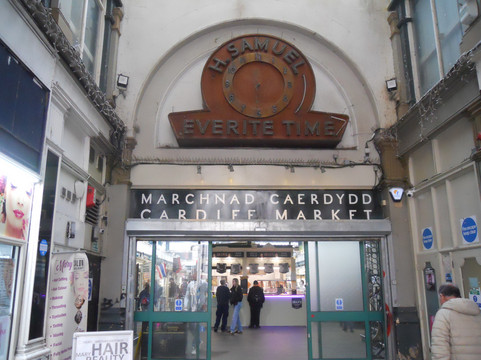 H. SAMUEL
EVERITE TIME
MARCHNAD CAERDYDD
CARDIFF MARKET
HAIR
BEAUTY